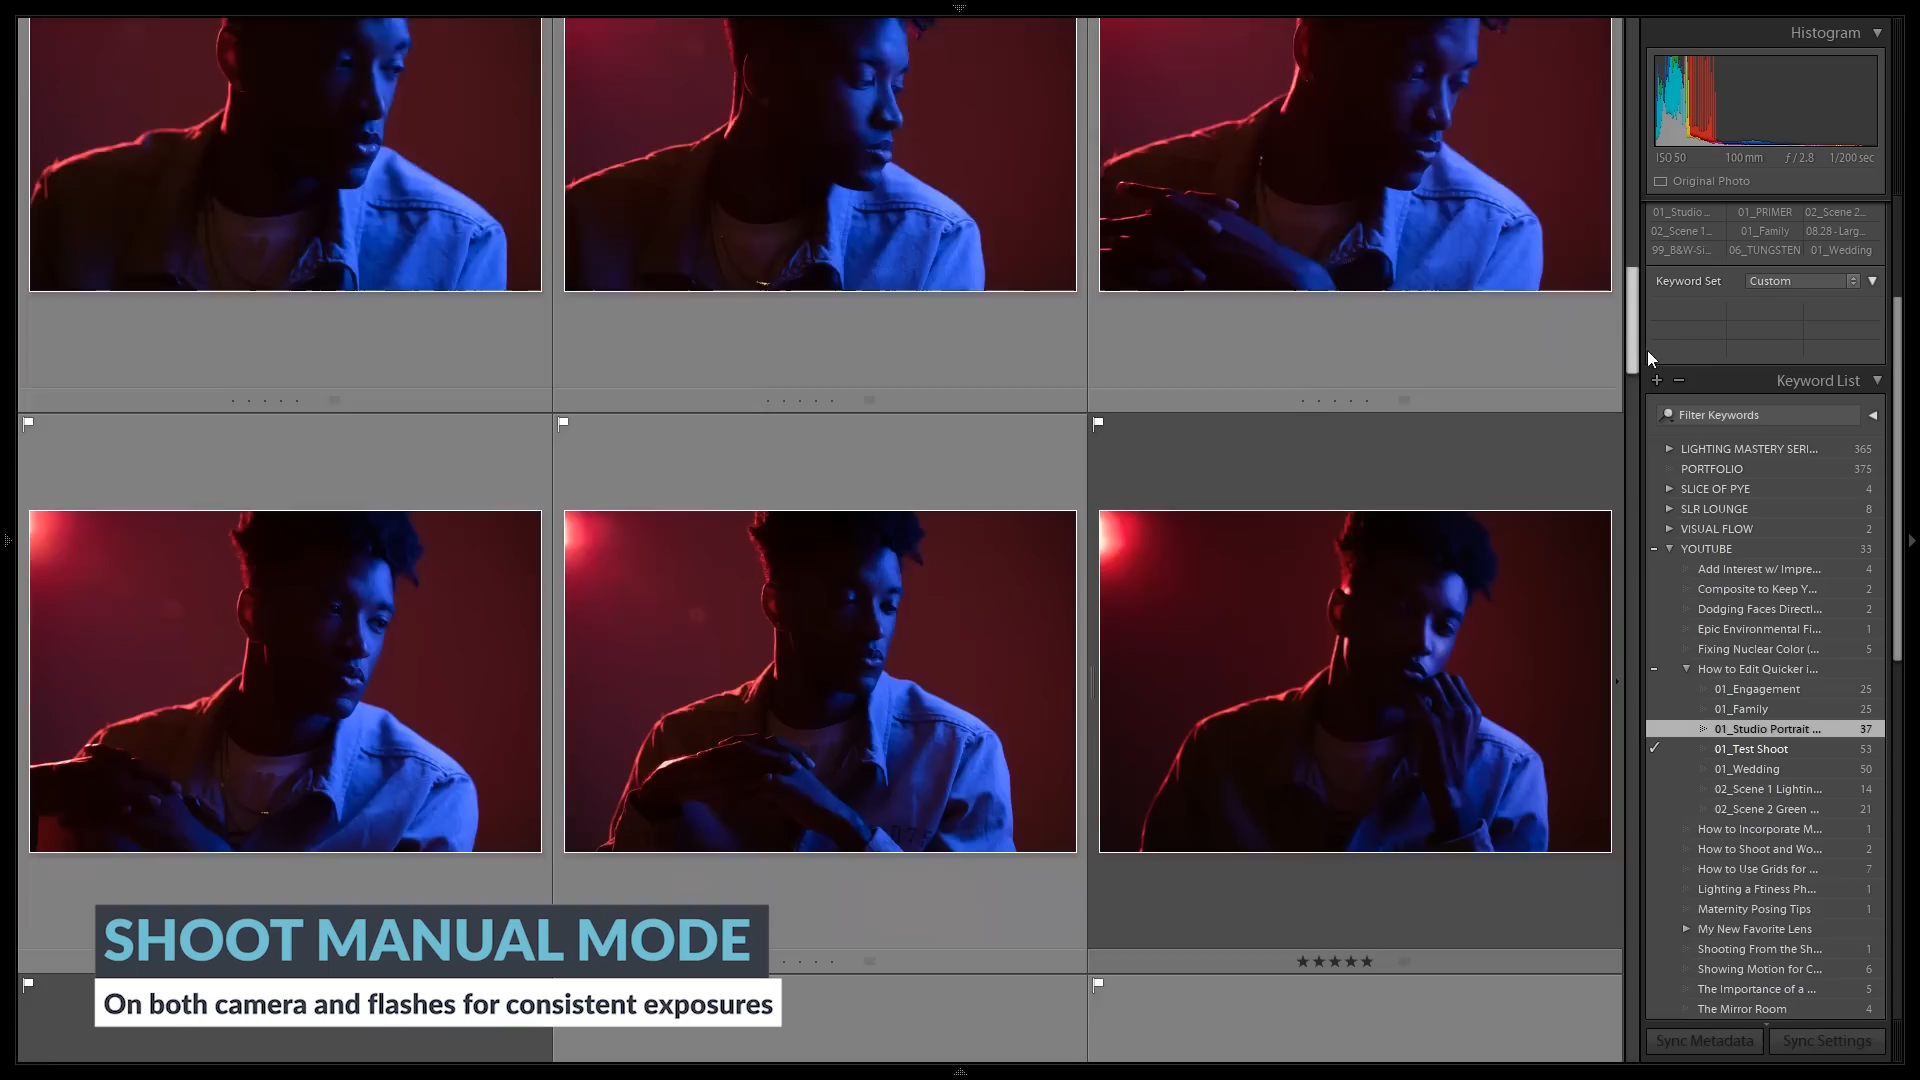 Histogram
ISO 50 100 mm ƒ / 2.8 1/200 sec
Original Photo
01_Studio ... 01_PRIMER 02_Scene 2...
02_Scene 1... 01_Family 08.28 - Larg...
99_B&W-Si... 06_TUNGSTEN 01_Wedding
Keyword Set Custom
+ − Keyword List
Filter Keywords
LIGHTING MASTERY SERI... 365
PORTFOLIO 375
SLICE OF PYE 4
SLR LOUNGE 8
VISUAL FLOW 2
YOUTUBE 33
Add Interest w/ Impre... 4
Composite to Keep Y... 2
Dodging Faces Directl... 2
Epic Environmental Fi... 1
Fixing Nuclear Color (... 5
How to Edit Quicker i...
01_Engagement 25
01_Family 25
01_Studio Portrait ... 37
01_Test Shoot 53
01_Wedding 50
02_Scene 1 Lightin... 14
02_Scene 2 Green ... 21
How to Incorporate M... 1
How to Shoot and Wo... 2
How to Use Grids for ... 7
Lighting a Ftiness Ph... 1
Maternity Posing Tips 1
My New Favorite Lens
Shooting From the Sh... 1
Showing Motion for C... 6
The Importance of a ... 5
The Mirror Room 4
Sync Metadata Sync Settings
SHOOT MANUAL MODE
On both camera and flashes for consistent exposures